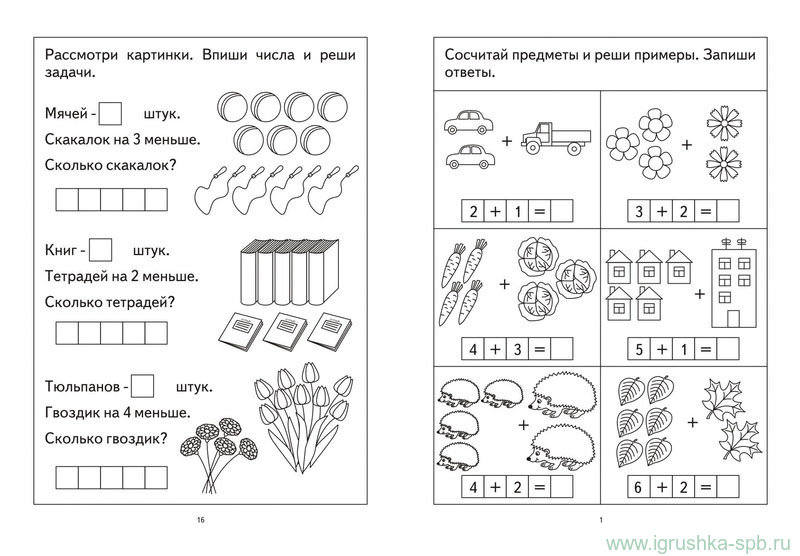 Рассмотри картинки. Впиши числа и реши
задачи.
Мячей - штук.
Скакалок на 3 меньше.
Сколько скакалок?
Книг - штук.
Тетрадей на 2 меньше.
Сколько тетрадей?
Тюльпанов - штук.
Гвоздик на 4 меньше.
Сколько гвоздик?
16
Сосчитай предметы и реши примеры. Запиши
ответы.
+
+
2 + 1 =
3 + 2 =
+
+
4 + 3 =
5 + 1 =
+
+
4 + 2 =
6 + 2 =
1
www.igrushka-spb.ru